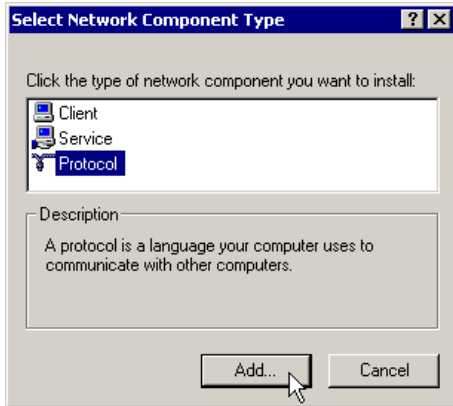 Select Network Component Type
Click the type of network component you want to install:
Client
Service
Protocol
Description
A protocol is a language your computer uses to
communicate with other computers.
Add...
Cancel